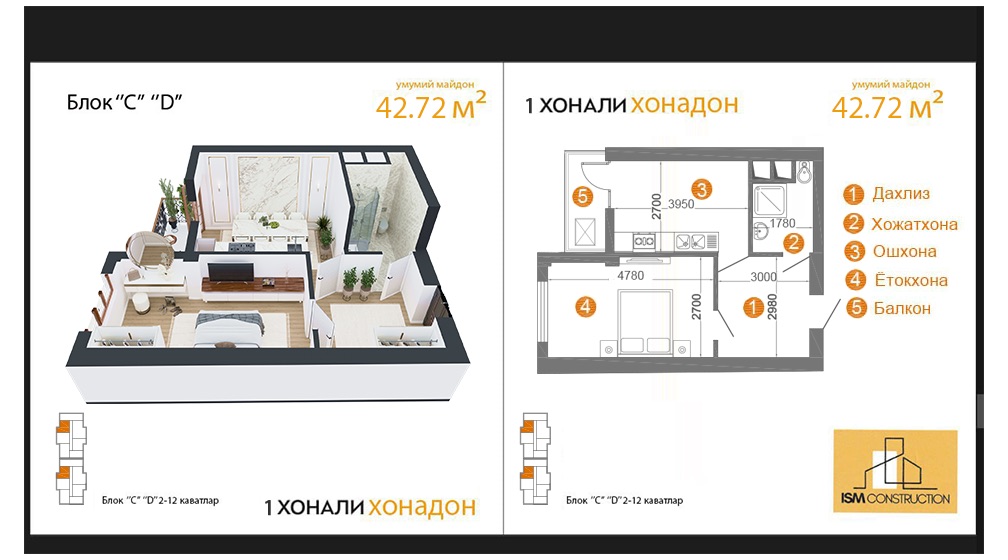 Блок “C” “D”
умумий майдон
42.72 м²
Блок “C” “D” 2-12 каватлар
1 ХОНАЛИ ХОНАДОН
1 ХОНАЛИ ХОНАДОН
умумий майдон
42.72 м²
5
3
2700
3950
1780
2
4780
3000
4
2700
1
2980
1 Дахлиз
2 Хожатхона
3 Ошхона
4 Ётокхона
5 Балкон
Блок “C” “D” 2-12 каватлар
ISM CONSTRUCTION